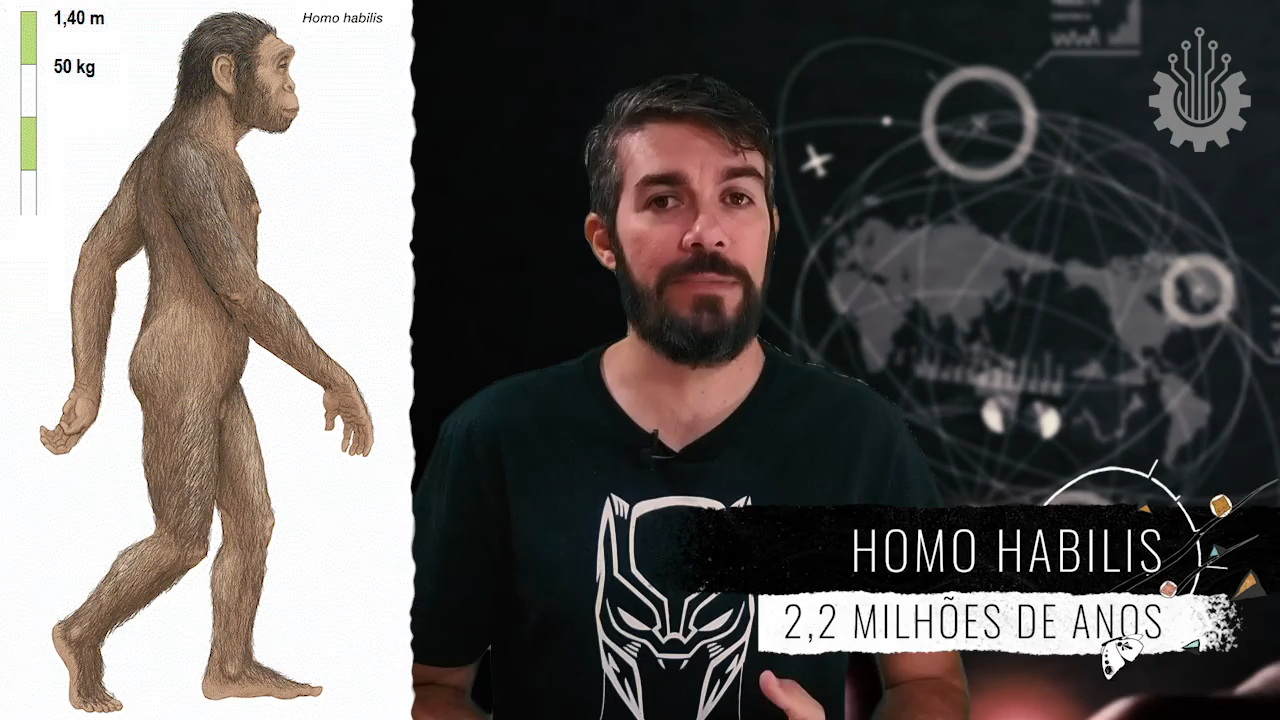 1,40 m
50 kg
Homo habilis
HOMO HABILIS
2,2 MILHÕES DE ANOS